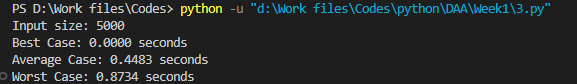 PS D:\Work files\Codes> python -u "d:\Work files\Codes\python\DAA\Week1\3.py"
Input size: 5000
Best Case: 0.0000 seconds
Average Case: 0.4483 seconds
Worst Case: 0.8734 seconds